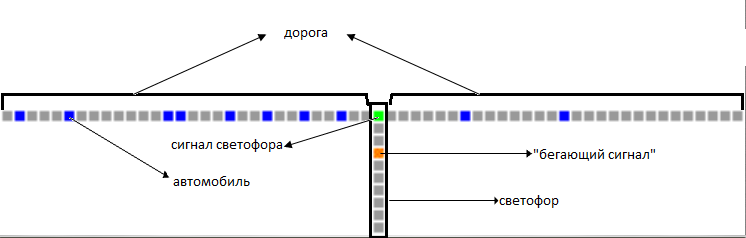 дорога
сигнал светофора
"бегающий сигнал"
автомобиль
светофор